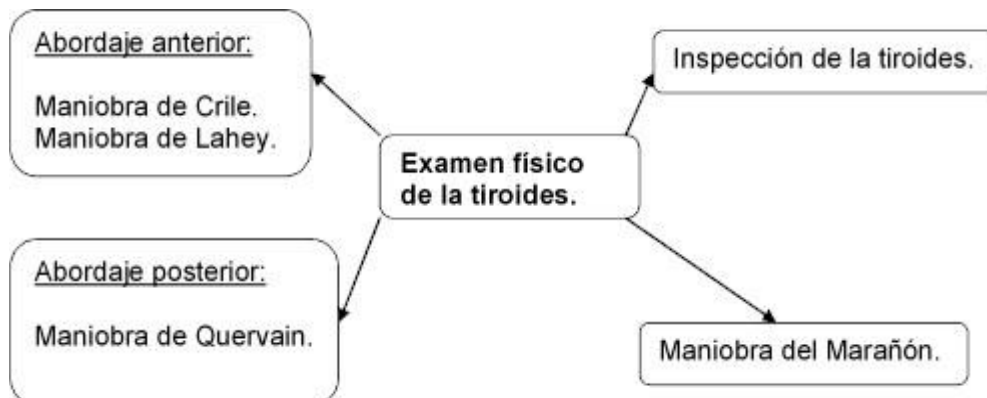 Abordaje anterior:
Maniobra de Crile.
Maniobra de Lahey.
Inspección de la tiroides.
Examen físico
de la tiroides.
Abordaje posterior:
Maniobra de Quervain.
Maniobra del Marañón.